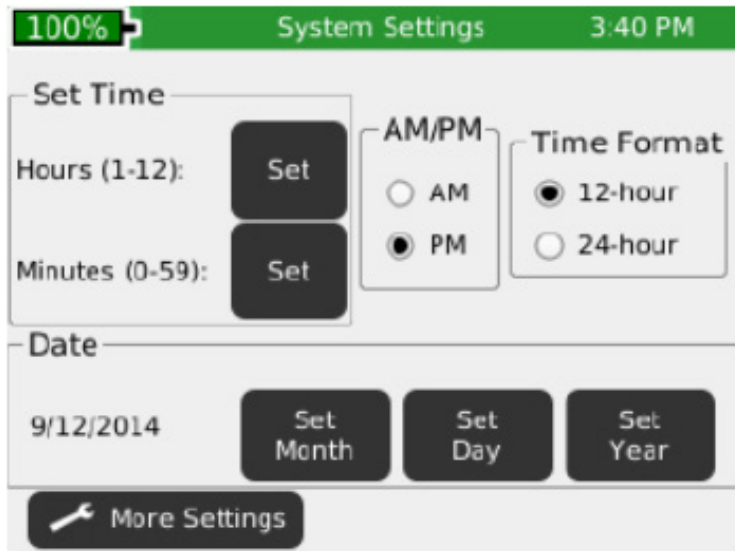 100% System Settings 3:40 PM
Set Time
Hours (1-12): Set
Minutes (0-59): Set
AM/PM
AM
PM
Time Format
12-hour
24-hour
Date
9/12/2014
Set Month
Set Day
Set Year
More Settings